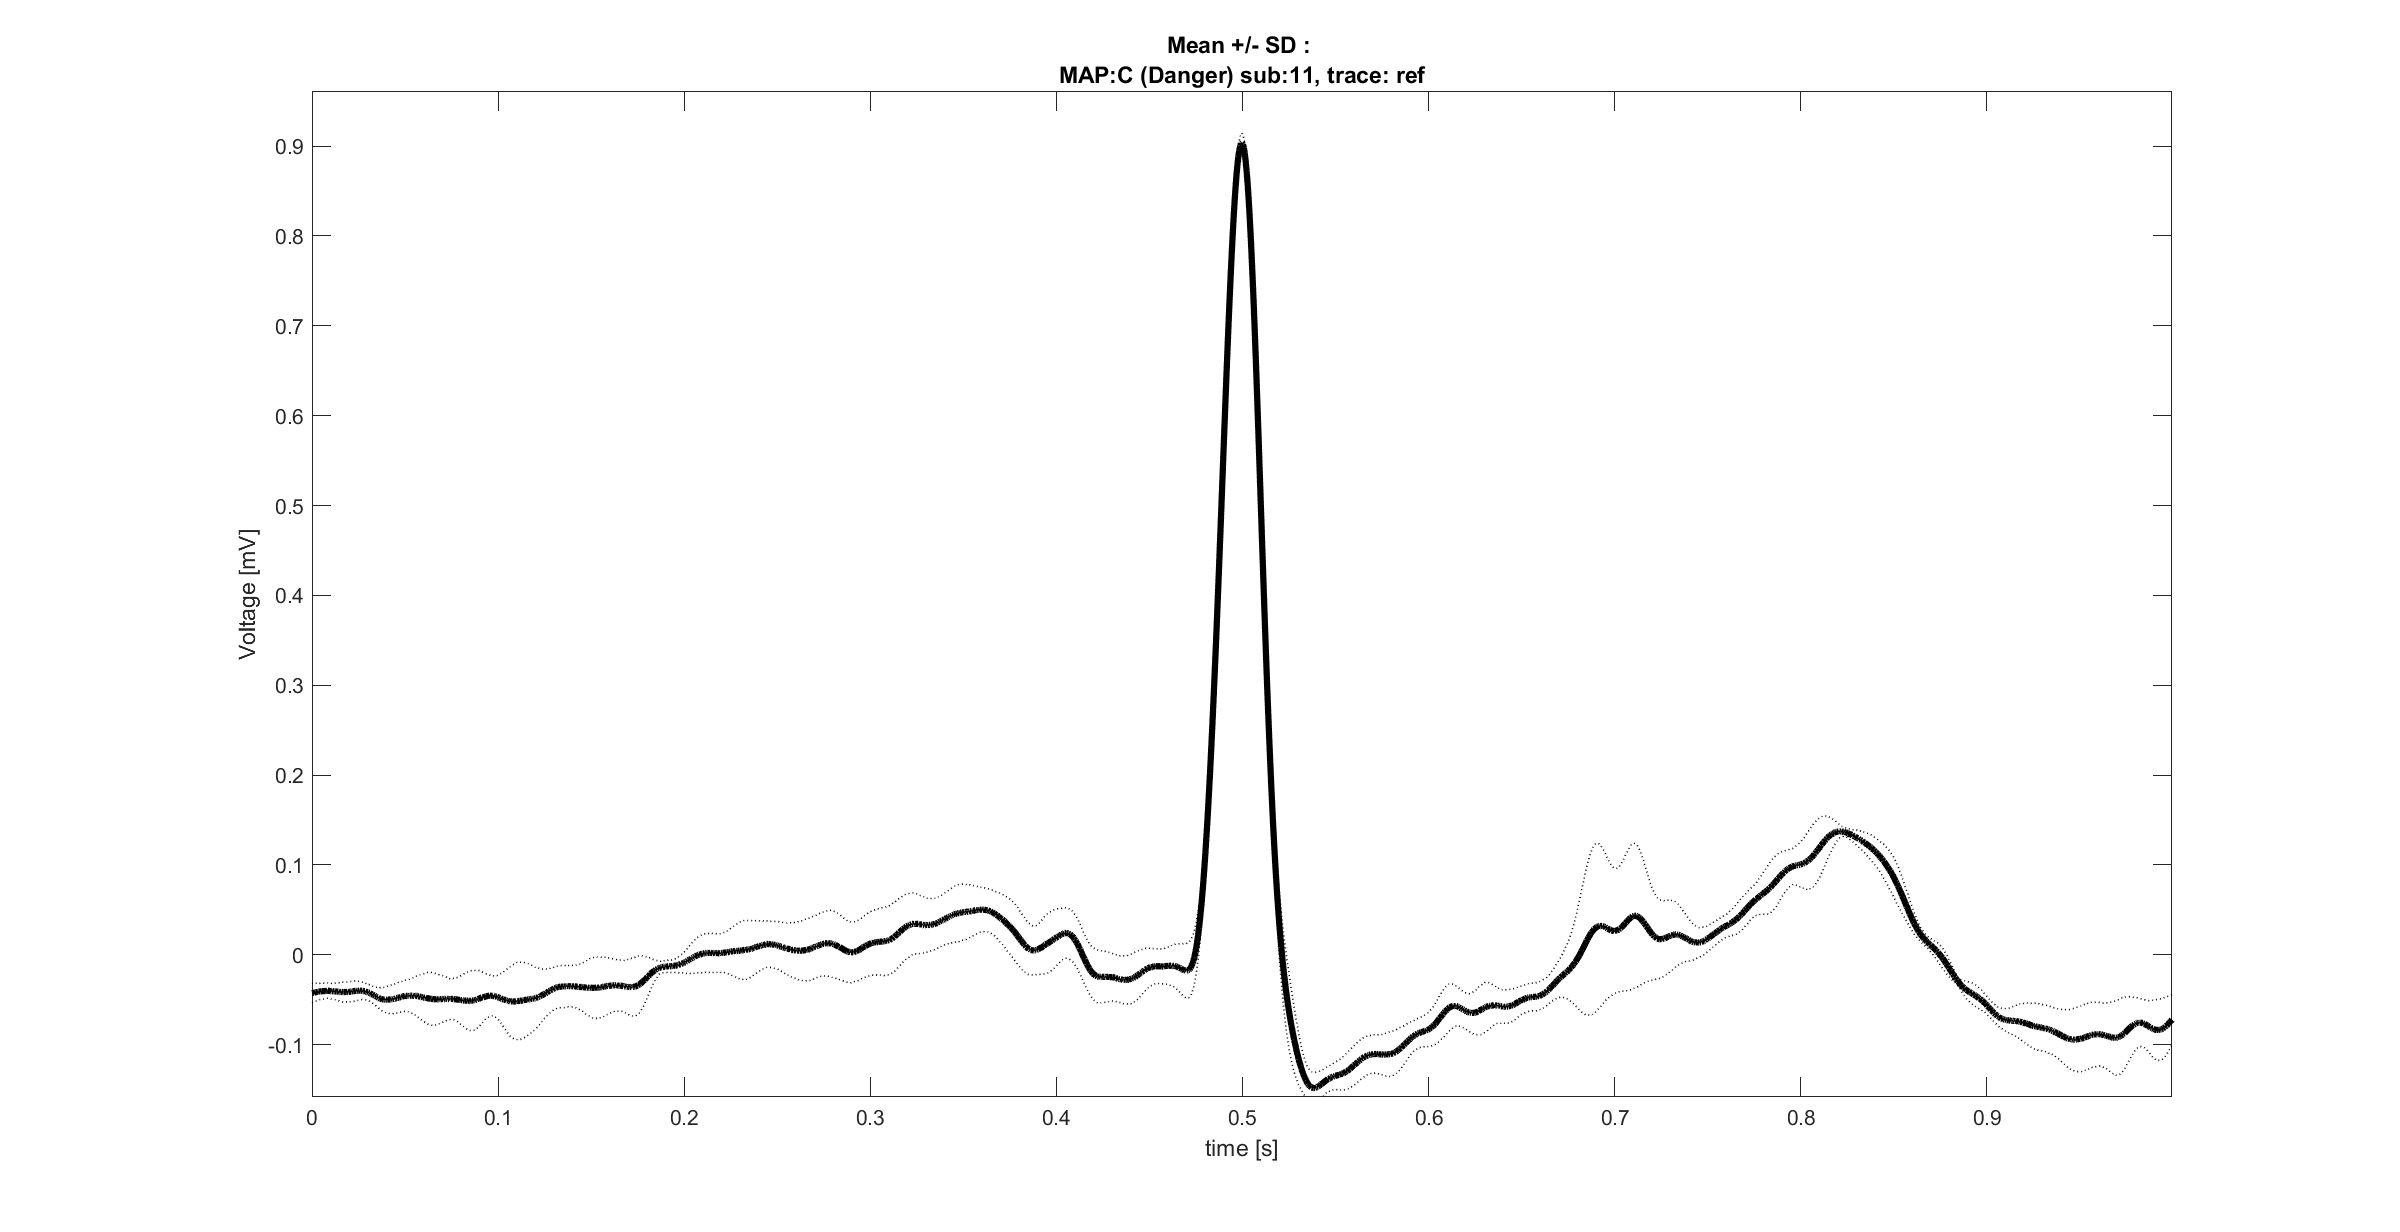 Mean +/- SD :
MAP:C (Danger) sub:11, trace: ref
0.9
0.8
0.7
0.6
0.5
0.4
0.3
0.2
0.1
0
-0.1
Voltage [mV]
0 0.1 0.2 0.3 0.4 0.5 0.6 0.7 0.8 0.9
time [s]